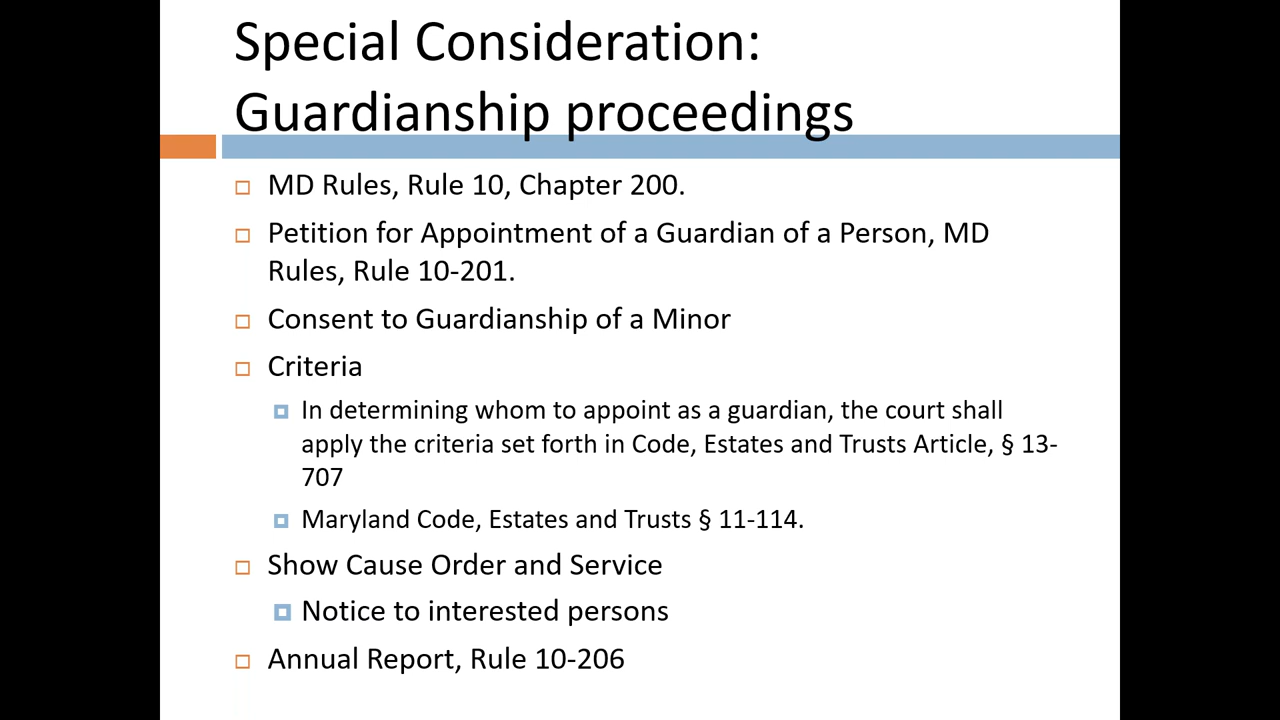 Special Consideration:
Guardianship proceedings
MD Rules, Rule 10, Chapter 200.
Petition for Appointment of a Guardian of a Person, MD
Rules, Rule 10-201.
Consent to Guardianship of a Minor
Criteria
In determining whom to appoint as a guardian, the court shall
apply the criteria set forth in Code, Estates and Trusts Article, § 13-
707
Maryland Code, Estates and Trusts § 11-114.
Show Cause Order and Service
Notice to interested persons
Annual Report, Rule 10-206